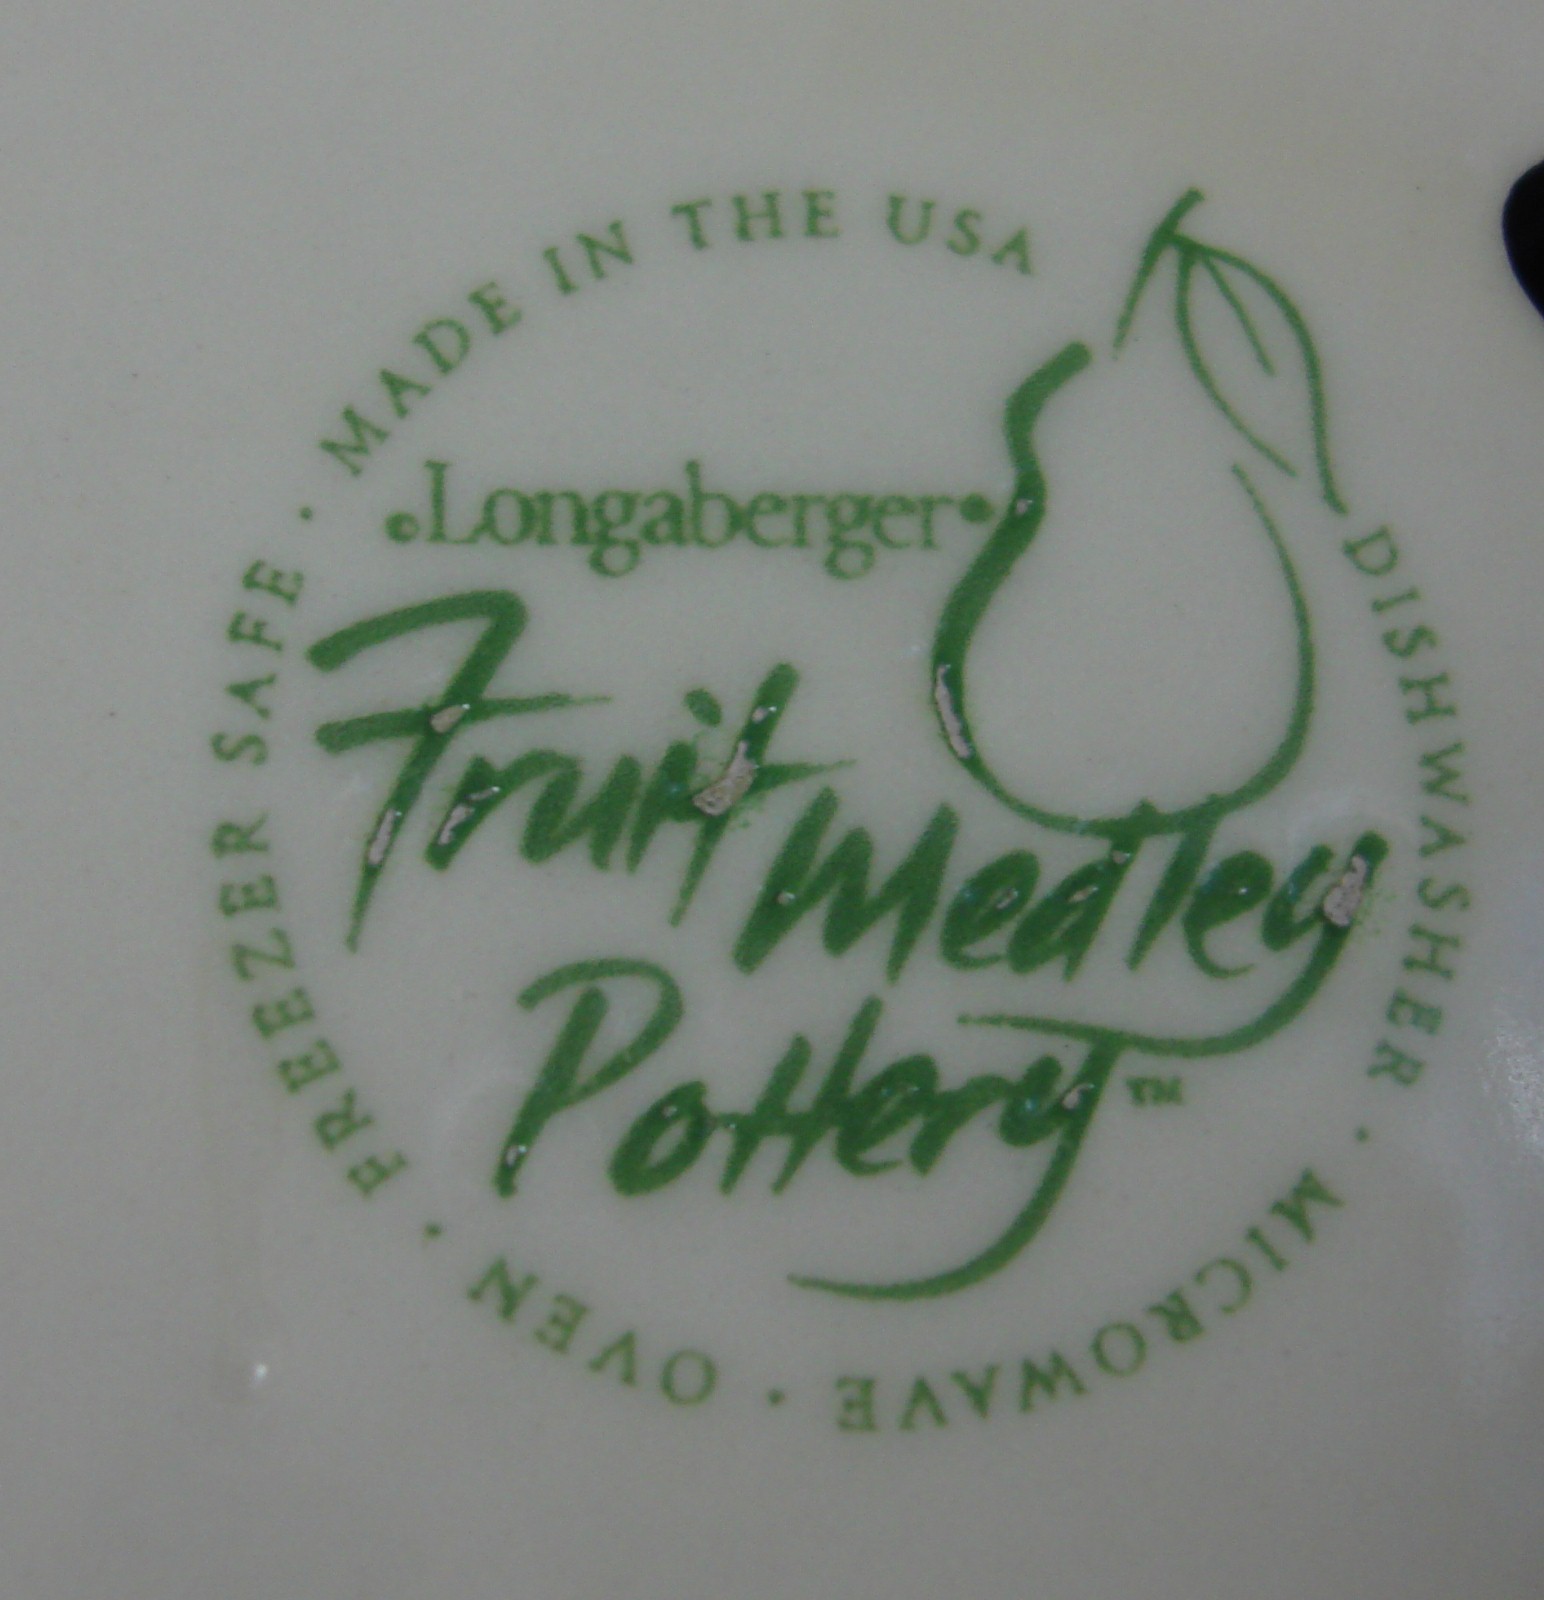 MADE IN THE USA
©Longaberger•
Fruit Medley
Pottery™
DISHWASHER · MICROWAVE · OVEN · FREEZER SAFE ·